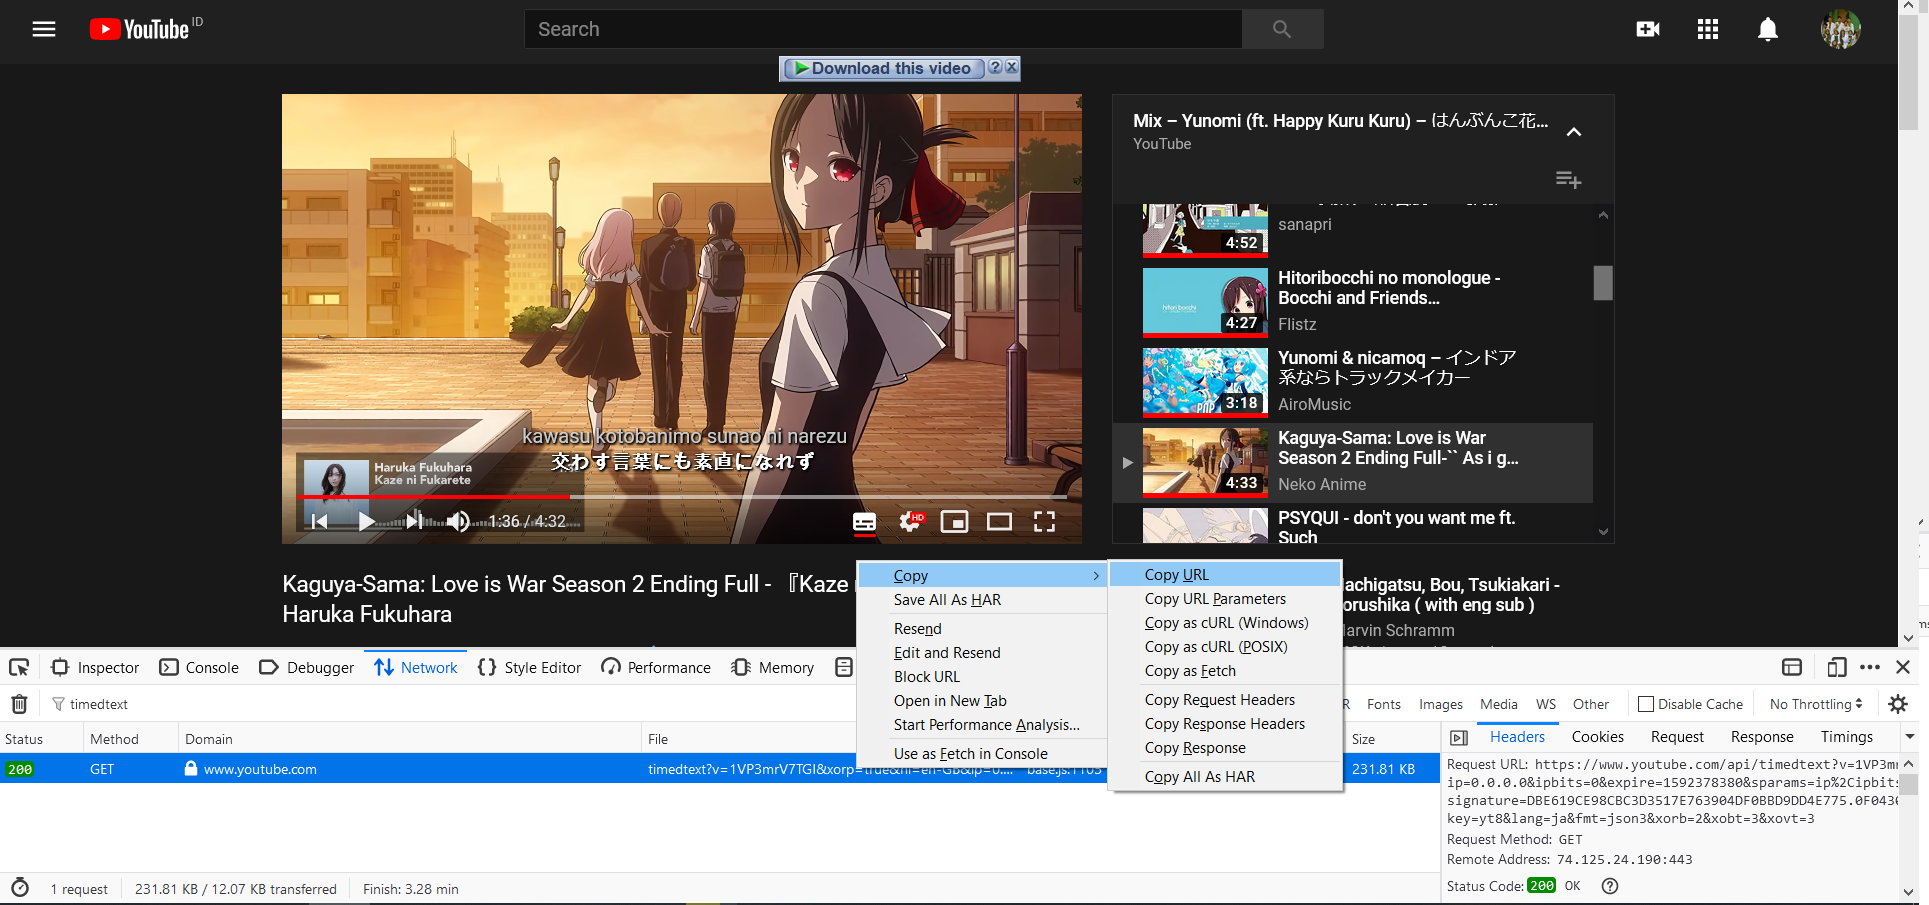 YouTube ID
Search
Download this video ? X
Mix – Yunomi (ft. Happy Kuru Kuru) – はんぶんこ花...
YouTube
4:52
sanapri
hitori bocchi
4:27
Hitoribocchi no monologue -
Bocchi and Friends...
Flistz
3:18
Yunomi & nicamoq – インドア
系ならトラックメイカー
AiroMusic
4:33
Kaguya-Sama: Love is War
Season 2 Ending Full-`` As i g...
Neko Anime
PSYQUI - don't you want me ft.
Such
kawasu kotobanimo sunao ni narezu
交わす言葉にも素直になれず
Haruka Fukuhara
Kaze ni Fukarete
1:36 / 4:32
HD
Kaguya-Sama: Love is War Season 2 Ending Full - 『Kaze
Haruka Fukuhara
achigatsu, Bou, Tsukiakari -
orushika ( with eng sub )
arvin Schramm
Copy
Save All As HAR
Resend
Edit and Resend
Block URL
Open in New Tab
Start Performance Analysis...
Use as Fetch in Console
Copy URL
Copy URL Parameters
Copy as cURL (Windows)
Copy as cURL (POSIX)
Copy as Fetch
Copy Request Headers
Copy Response Headers
Copy Response
Copy All As HAR
Inspector Console Debugger Network Style Editor Performance Memory
timedtext
R Fonts Images Media WS Other Disable Cache No Throttling
Status Method Domain File Size
200 GET www.youtube.com timedtext?v=1VP3mrV7TGI&xorp=true&hl=en-GB&ip=0.... base.js:1105 231.81 KB
Headers Cookies Request Response Timings
Request URL: https://www.youtube.com/api/timedtext?v=1VP3mr
ip=0.0.0.0&ipbits=0&expire=1592378380&sparams=ip%2Cipbits
signature=DBE619CE98CBC3D3517E763904DF0BBD9DD4E775.0F043
key=yt8&lang=ja&fmt=json3&xorb=2&xobt=3&xovt=3
Request Method: GET
Remote Address: 74.125.24.190:443
Status Code: 200 OK ?
1 request 231.81 KB / 12.07 KB transferred Finish: 3.28 min